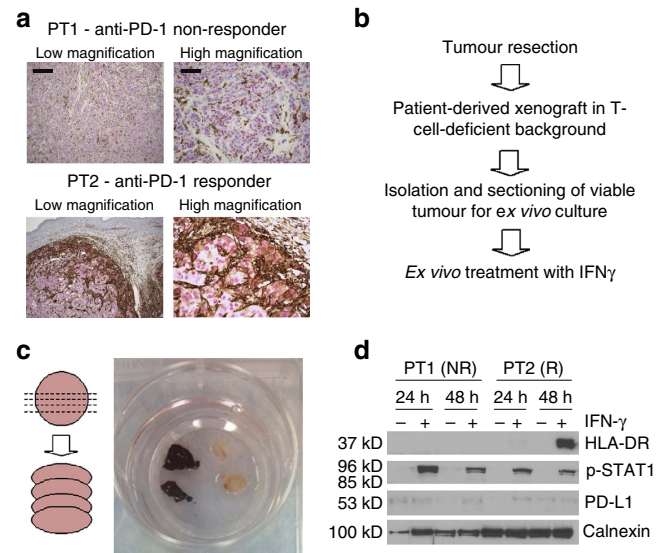 a
PT1 - anti-PD-1 non-responder
Low magnification High magnification
PT2 - anti-PD-1 responder
Low magnification High magnification
b
Tumour resection
Patient-derived xenograft in T-
cell-deficient background
Isolation and sectioning of viable
tumour for ex vivo culture
Ex vivo treatment with IFNγ
c
d
PT1 (NR) PT2 (R)
24 h 48 h 24 h 48 h
– + – + – + – + IFN-γ
37 kD HLA-DR
96 kD p-STAT1
85 kD
53 kD PD-L1
100 kD Calnexin